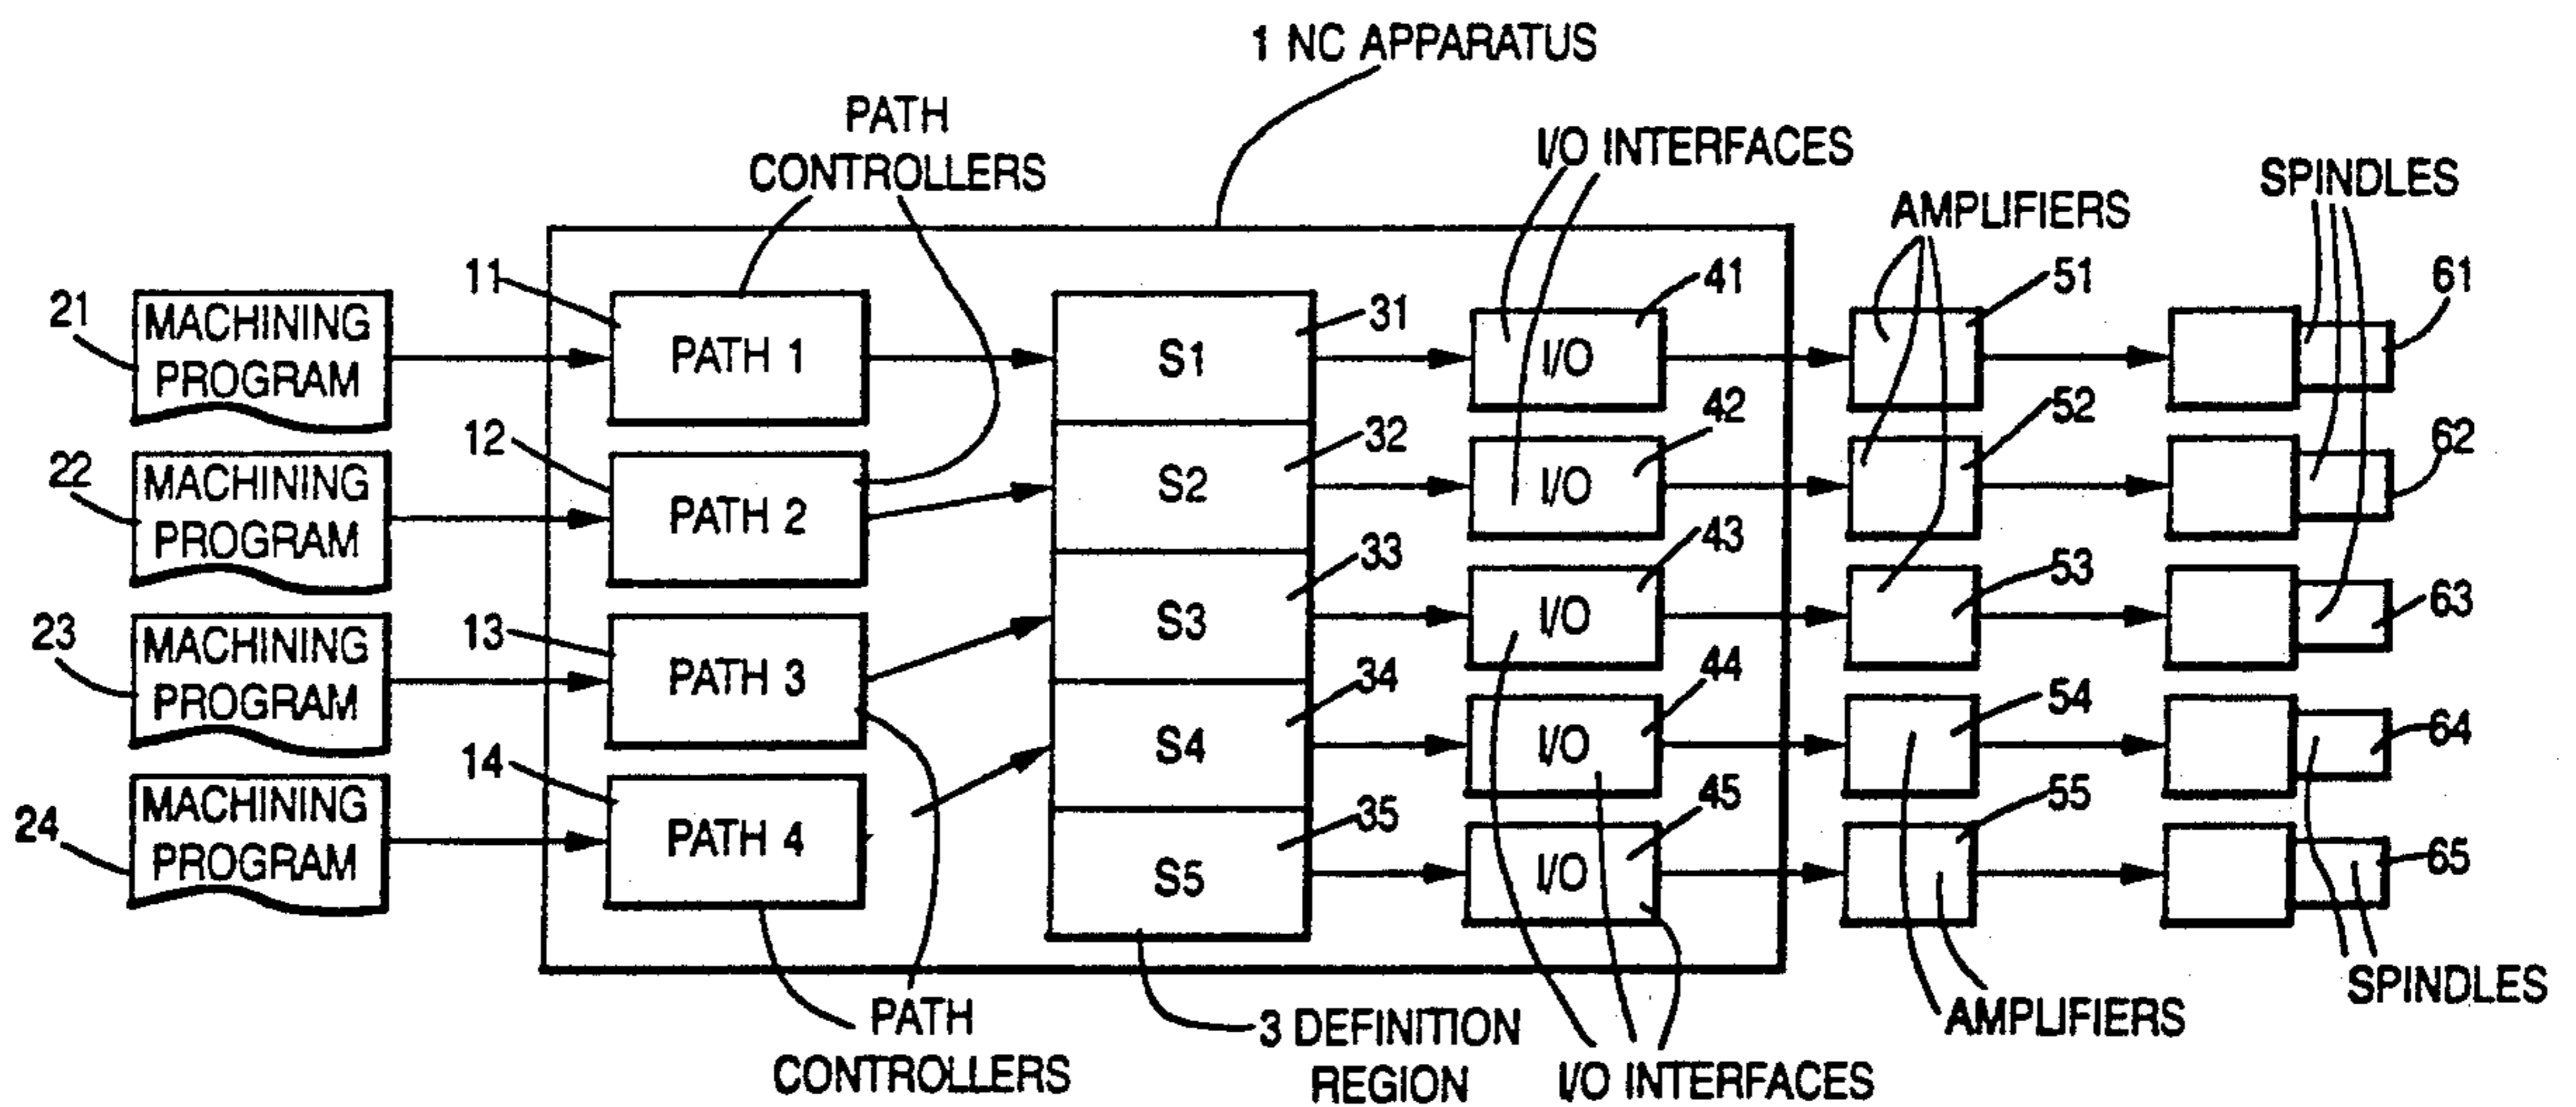 1 NC APPARATUS
PATH
CONTROLLERS
I/O INTERFACES
SPINDLES
AMPLIFIERS
21
MACHINING
PROGRAM
11
PATH 1
S1
31
I/O
41
51
61
22
MACHINING
PROGRAM
12
PATH 2
S2
32
I/O
42
52
62
23
MACHINING
PROGRAM
13
PATH 3
S3
33
I/O
43
53
63
24
MACHINING
PROGRAM
14
PATH 4
S4
34
I/O
44
54
64
S5
35
I/O
45
55
65
PATH
CONTROLLERS
3 DEFINITION
REGION
I/O INTERFACES
AMPLIFIERS
SPINDLES